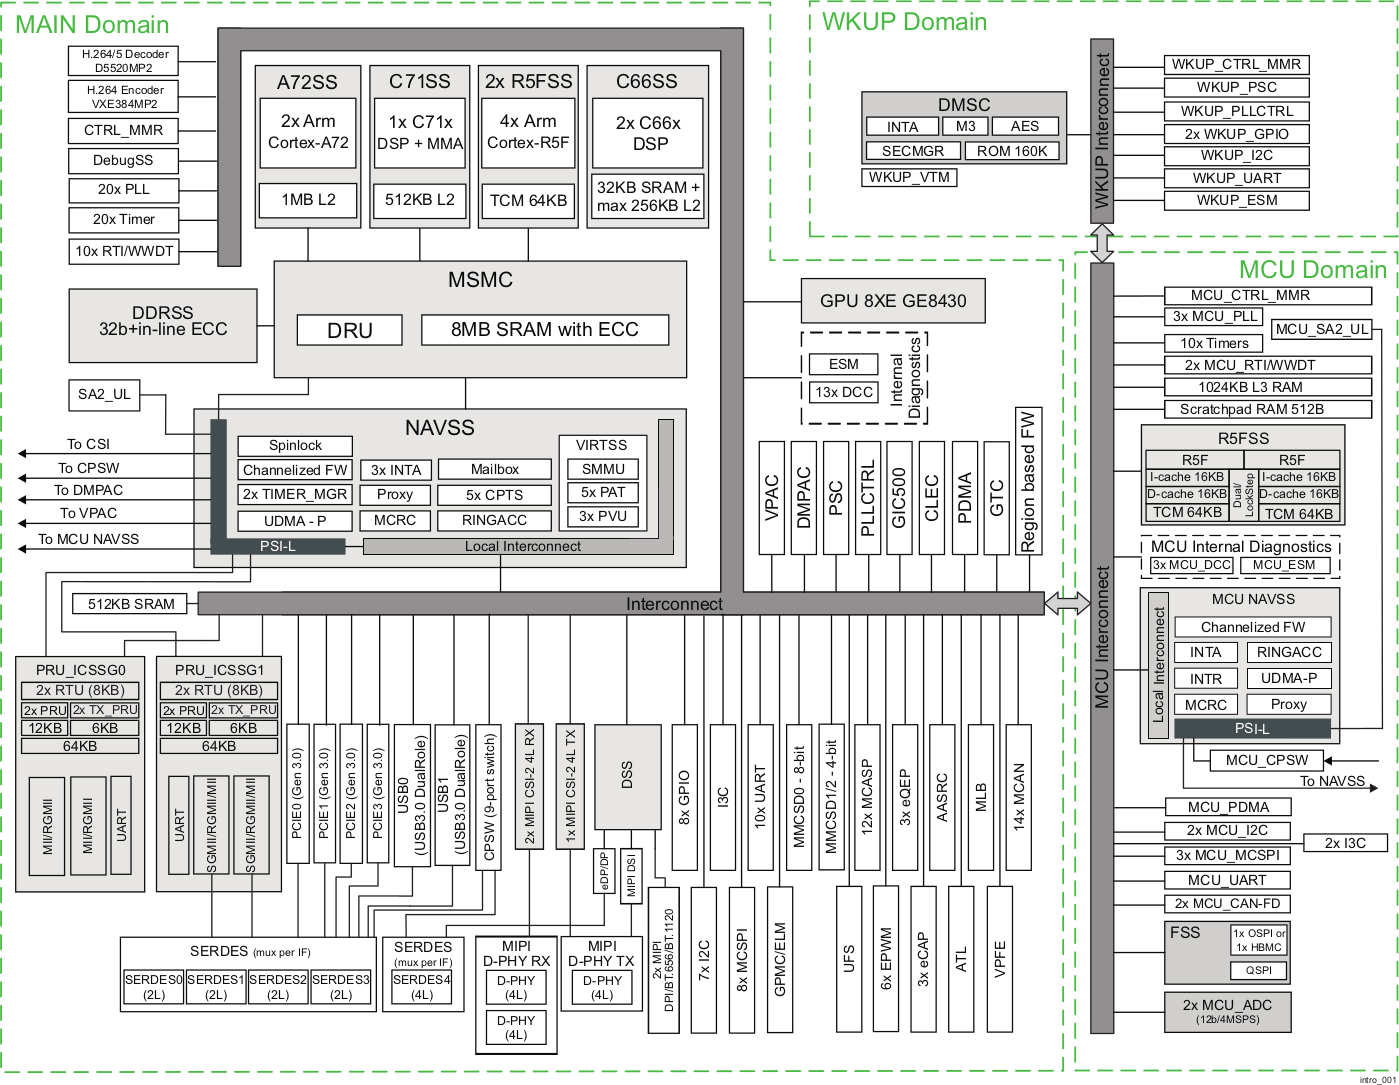 MAIN Domain
H.264/5 Decoder
D5520MP2
H.264 Encoder
VXE384MP2
CTRL_MMR
DebugSS
20x PLL
20x Timer
10x RTI/WWDT
A72SS
2x Arm
Cortex-A72
1MB L2
C71SS
1x C71x
DSP + MMA
512KB L2
2x R5FSS
4x Arm
Cortex-R5F
TCM 64KB
C66SS
2x C66x
DSP
32KB SRAM +
max 256KB L2
MSMC
DRU
8MB SRAM with ECC
DDRSS
32b+in-line ECC
SA2_UL
To CSI
To CPSW
To DMPAC
To VPAC
To MCU NAVSS
NAVSS
Spinlock
Channelized FW
2x TIMER_MGR
UDMA - P
3x INTA
Proxy
MCRC
Mailbox
5x CPTS
RINGACC
VIRTSS
SMMU
5x PAT
3x PVU
PSI-L
Local Interconnect
GPU 8XE GE8430
ESM
13x DCC
Internal
Diagnostics
VPAC
DMPAC
PSC
PLLCTRL
GIC500
CLEC
PDMA
GTC
Region based FW
512KB SRAM
Interconnect
PRU_ICSSG0
2x RTU (8KB)
2x PRU
2x TX_PRU
12KB
6KB
64KB
MII/RGMII
MII/RGMII
UART
PRU_ICSSG1
2x RTU (8KB)
2x PRU
2x TX_PRU
12KB
6KB
64KB
UART
SGMII/RGMII/MII
SGMII/RGMII/MII
PCIE0 (Gen 3.0)
PCIE1 (Gen 3.0)
PCIE2 (Gen 3.0)
PCIE3 (Gen 3.0)
USB0
(USB3.0 DualRole)
USB1
(USB3.0 DualRole)
CPSW (9-port switch)
2x MIPI CSI-2 4L RX
1x MIPI CSI-2 4L TX
DSS
eDP/DP
MIPI DSI
2x MIPI
DPI/BT.656/BT.1120
8x GPIO
I3C
10x UART
MMCSD0 - 8-bit
MMCSD1/2 - 4-bit
12x MCASP
3x eQEP
AASRC
MLB
14x MCAN
7x I2C
8x MCSPI
GPMC/ELM
UFS
6x EPWM
3x eCAP
ATL
VPFE
SERDES (mux per IF)
SERDES0
(2L)
SERDES1
(2L)
SERDES2
(2L)
SERDES3
(2L)
SERDES
(mux per IF)
SERDES4
(4L)
MIPI
D-PHY RX
D-PHY
(4L)
D-PHY
(4L)
MIPI
D-PHY TX
D-PHY
(4L)
WKUP Domain
DMSC
INTA
M3
AES
SECMGR
ROM 160K
WKUP_VTM
WKUP Interconnect
WKUP_CTRL_MMR
WKUP_PSC
WKUP_PLLCTRL
2x WKUP_GPIO
WKUP_I2C
WKUP_UART
WKUP_ESM
MCU Domain
MCU Interconnect
MCU_CTRL_MMR
3x MCU_PLL
MCU_SA2_UL
10x Timers
2x MCU_RTI/WWDT
1024KB L3 RAM
Scratchpad RAM 512B
R5FSS
R5F
R5F
I-cache 16KB
D-cache 16KB
TCM 64KB
Dual/
LockStep
I-cache 16KB
D-cache 16KB
TCM 64KB
MCU Internal Diagnostics
3x MCU_DCC
MCU_ESM
MCU NAVSS
Local Interconnect
Channelized FW
INTA
RINGACC
INTR
UDMA-P
MCRC
Proxy
PSI-L
MCU_CPSW
To NAVSS
MCU_PDMA
2x MCU_I2C
2x I3C
3x MCU_MCSPI
MCU_UART
2x MCU_CAN-FD
FSS
1x OSPI or
1x HBMC
QSPI
2x MCU_ADC
(12b/4MSPS)
intro_001